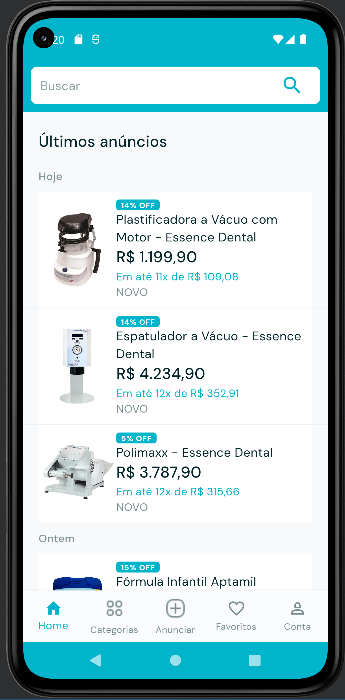 20
Buscar
Últimos anúncios
Hoje
14% OFF
Plastificadora a Vácuo com
Motor - Essence Dental
R$ 1.199,90
Em até 11x de R$ 109,08
NOVO
14% OFF
Espatulador a Vácuo - Essence
Dental
R$ 4.234,90
Em até 12x de R$ 352,91
NOVO
5% OFF
Polimaxx - Essence Dental
R$ 3.787,90
Em até 12x de R$ 315,66
NOVO
Ontem
15% OFF
Fórmula Infantil Aptamil
Home
Categorias
Anunciar
Favoritos
Conta